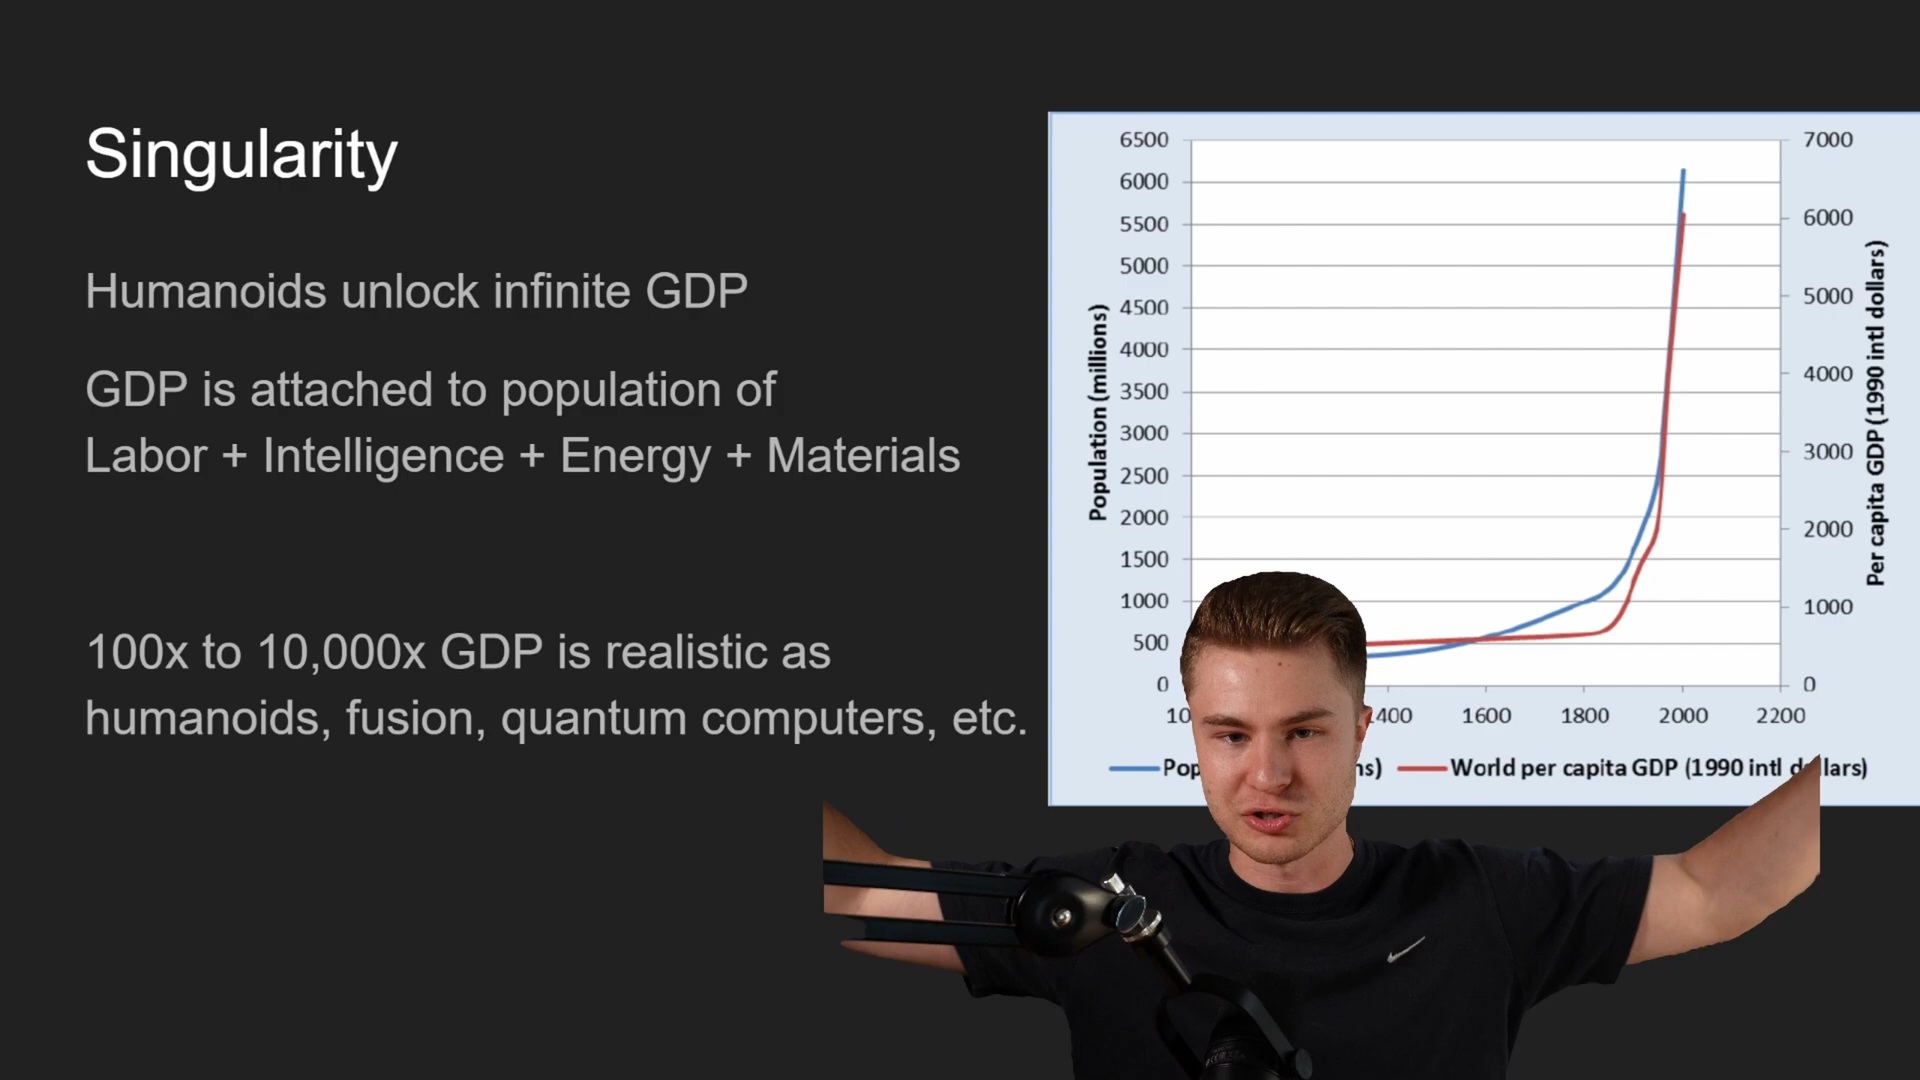 Singularity
Humanoids unlock infinite GDP
GDP is attached to population of
Labor + Intelligence + Energy + Materials
100x to 10,000x GDP is realistic as
humanoids, fusion, quantum computers, etc.
Population (millions)
6500
6000
5500
5000
4500
4000
3500
3000
2500
2000
1500
1000
500
0
7000
6000
5000
4000
3000
2000
1000
0
Per capita GDP (1990 intl dollars)
1600 1800 2000 2200
World per capita GDP (1990 intl